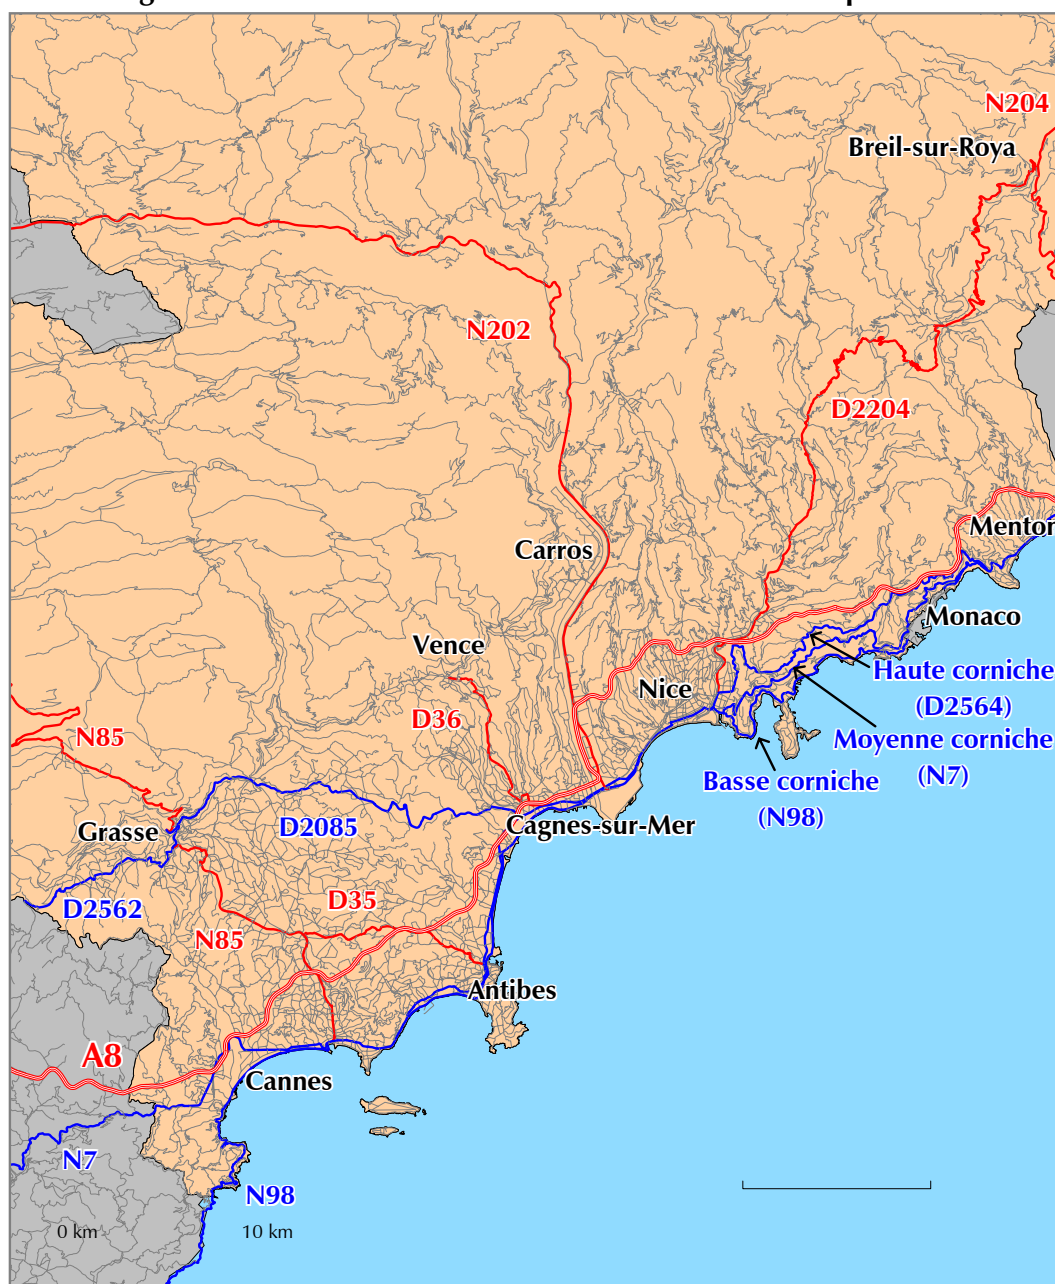 N204
Breil-sur-Roya
N202
D2204
Menton
Carros
Monaco
Vence
Haute corniche
(D2564)
Nice
D36
N85
Moyenne corniche
(N7)
Basse corniche
(N98)
Grasse
D2085
Cagnes-sur-Mer
D35
D2562
N85
Antibes
A8
Cannes
N7
N98
0 km
10 km